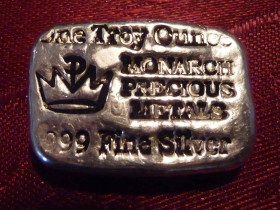 One Troy Ounce
MONARCH
PRECIOUS
METALS
.999 Fine Silver